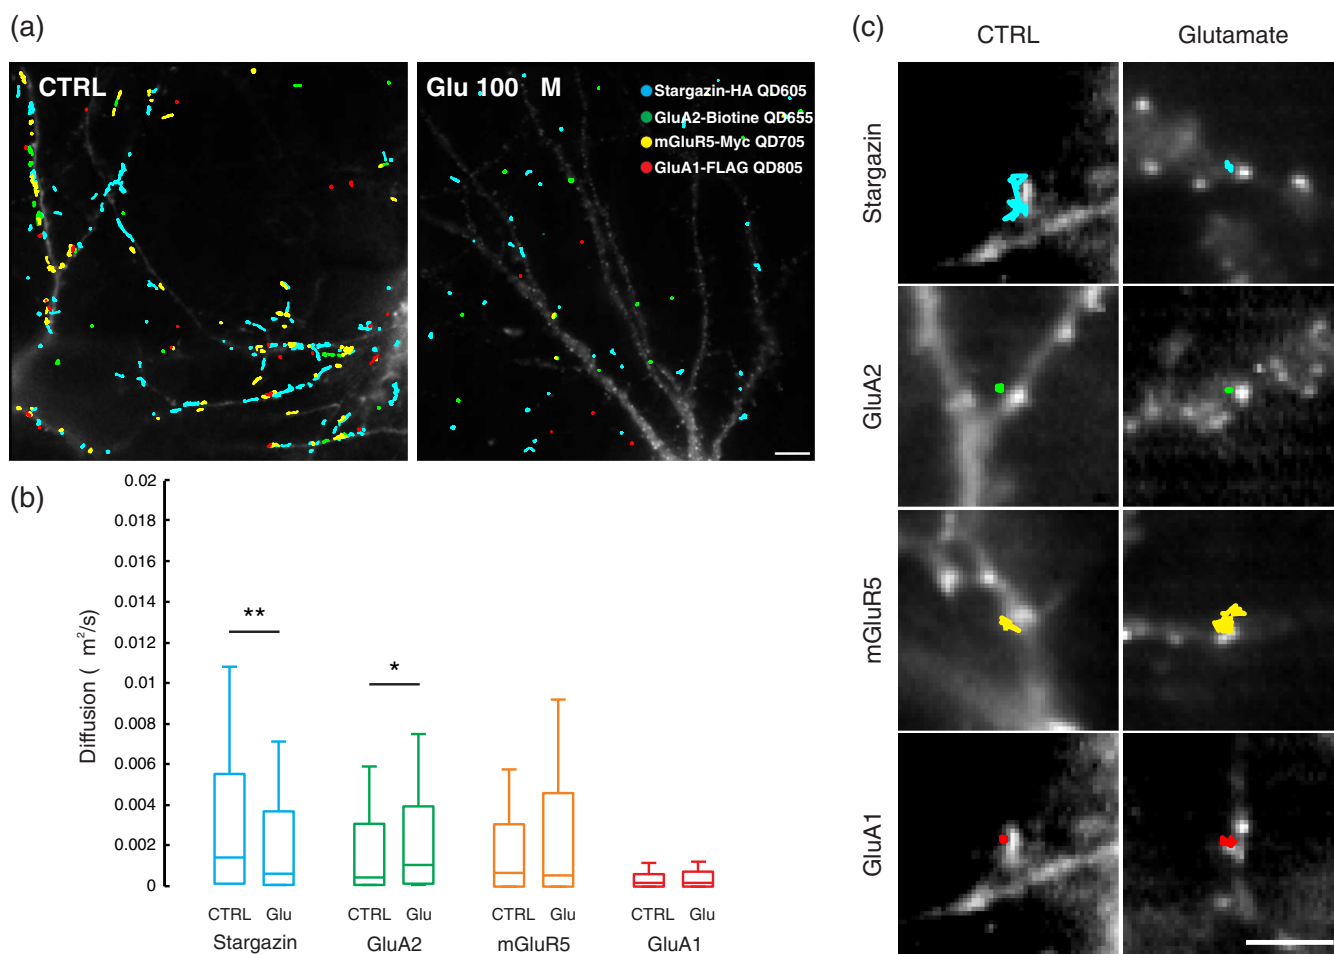 (a)
CTRL
Glu 100 M
Stargazin-HA QD605
GluA2-Biotine QD655
mGluR5-Myc QD705
GluA1-FLAG QD805
(b)
Diffusion ( m²/s)
0.02
0.018
0.016
0.014
0.012
0.01
0.008
0.006
0.004
0.002
0
**
*
CTRL Glu CTRL Glu CTRL Glu CTRL Glu
Stargazin GluA2 mGluR5 GluA1
(c)
CTRL Glutamate
Stargazin
GluA2
mGluR5
GluA1